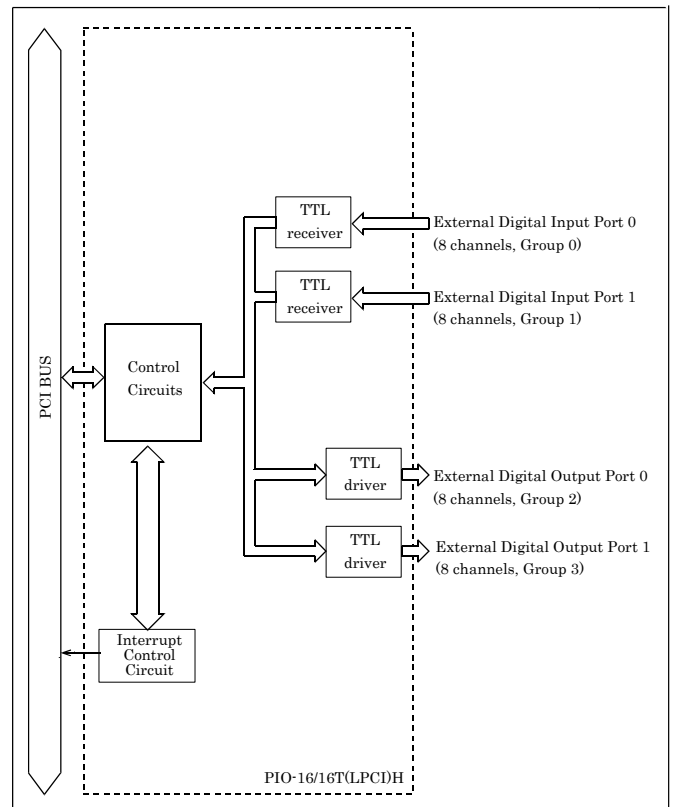 TTL
receiver
External Digital Input Port 0
(8 channels, Group 0)
TTL
receiver
External Digital Input Port 1
(8 channels, Group 1)
PCI BUS
Control
Circuits
TTL
driver
External Digital Output Port 0
(8 channels, Group 2)
TTL
driver
External Digital Output Port 1
(8 channels, Group 3)
Interrupt
Control
Circuit
PIO-16/16T(LPCI)H